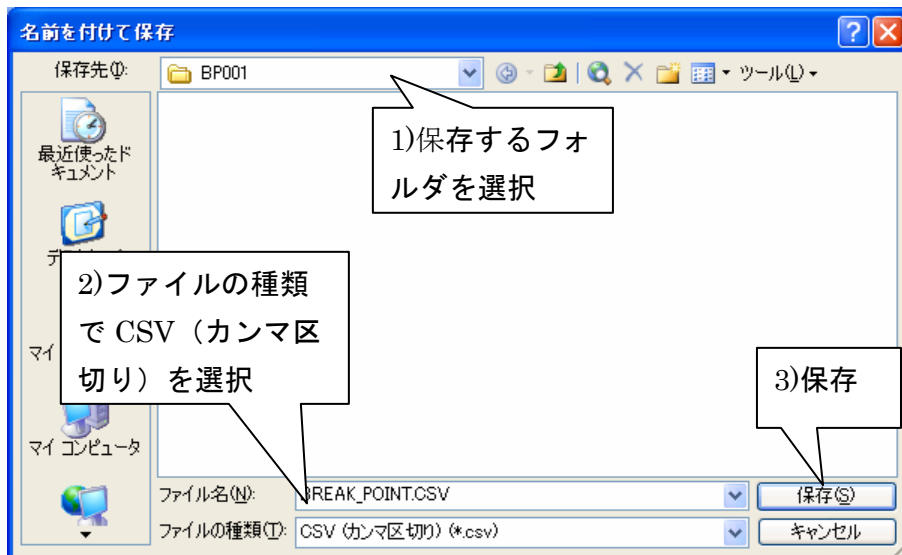 名前を付けて保存
保存先(I):
BP001
ツール(L)
最近使ったド
キュメント
1)保存するフォ
ルダを選択
2)ファイルの種類
で CSV（カンマ区
切り）を選択
マイ
3)保存
マイ コンピュータ
ファイル名(N):
BREAK_POINT.CSV
保存(S)
ファイルの種類(T):
CSV (カンマ区切り) (*.csv)
キャンセル